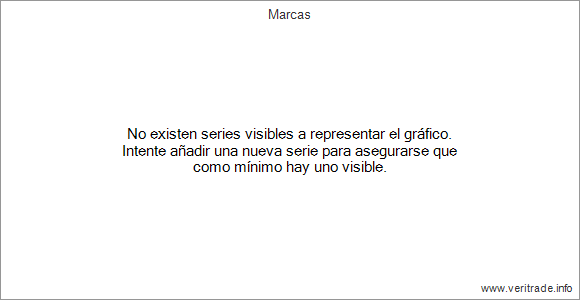 Marcas
No existen series visibles a representar el gráfico.
Intente añadir una nueva serie para asegurarse que
como mínimo hay uno visible.
www.veritrade.info